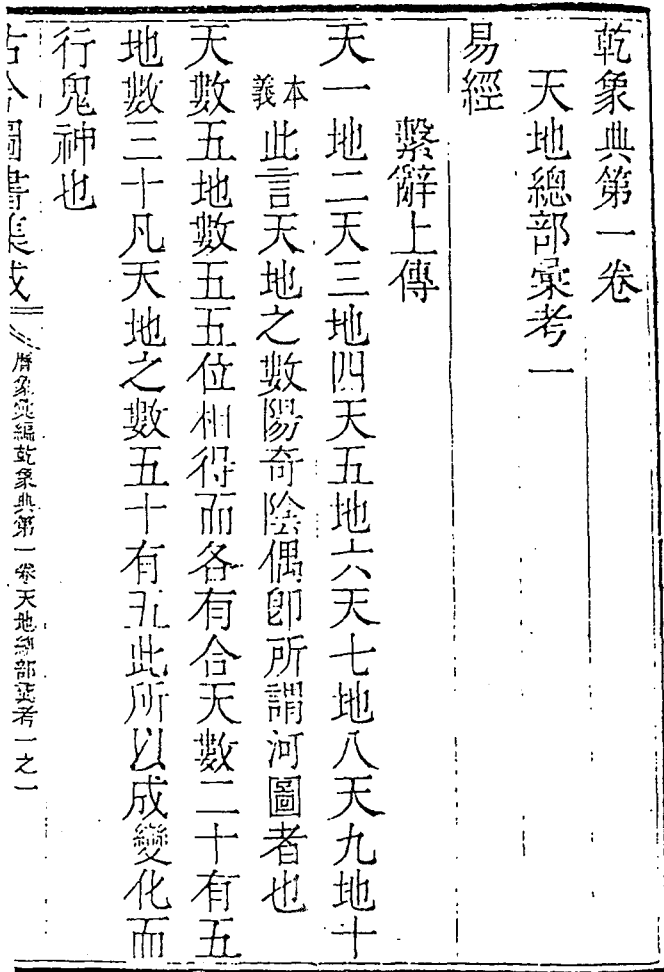 乾象典第一卷
天地總部彙考一
易經
繫辭上傳
天一地二天三地四天五地六天七地八天九地十
本義此言天地之數陽奇陰偶卽所謂河圖者也
天數五地數五五位相得而各有合天數二十有五
地數三十凡天地之數五十有五此所以成變化而
行鬼神也
古今圖書集成 曆象彙編乾象典第一卷天地總部彙考一之一